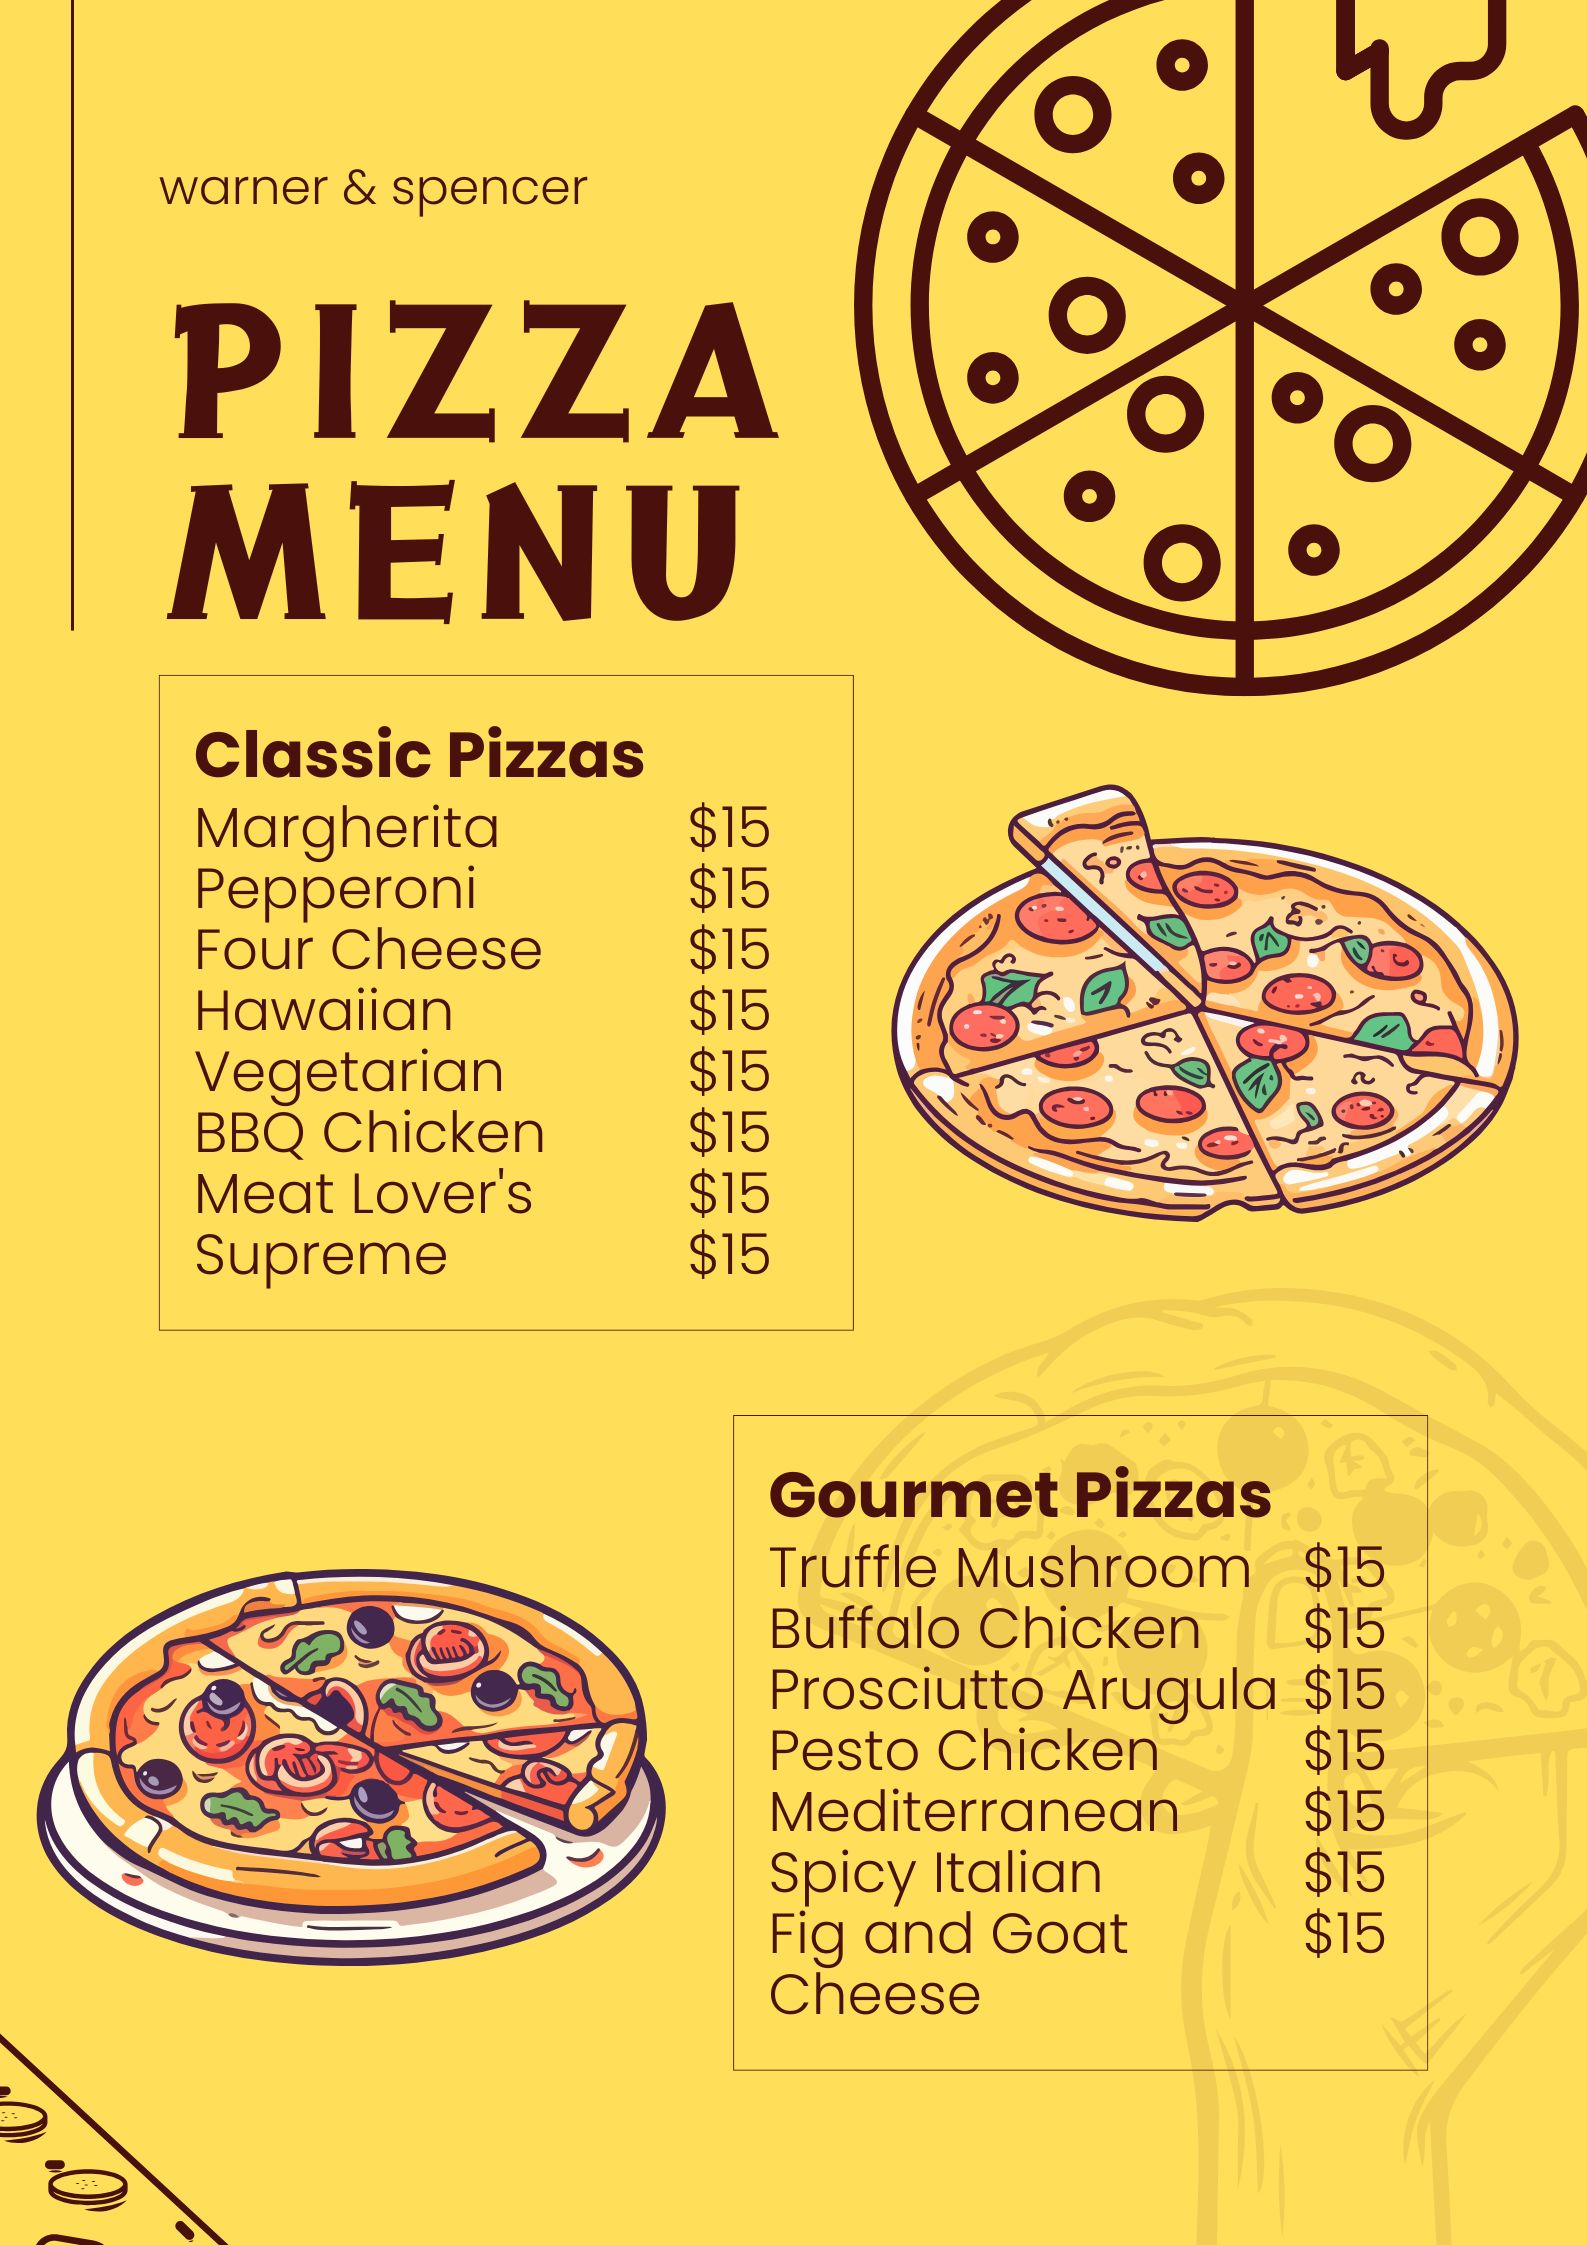 warner & spencer
PIZZA
MENU
Classic Pizzas
Margherita $15
Pepperoni $15
Four Cheese $15
Hawaiian $15
Vegetarian $15
BBQ Chicken $15
Meat Lover's $15
Supreme $15
Gourmet Pizzas
Truffle Mushroom $15
Buffalo Chicken $15
Prosciutto Arugula $15
Pesto Chicken $15
Mediterranean $15
Spicy Italian $15
Fig and Goat $15
Cheese